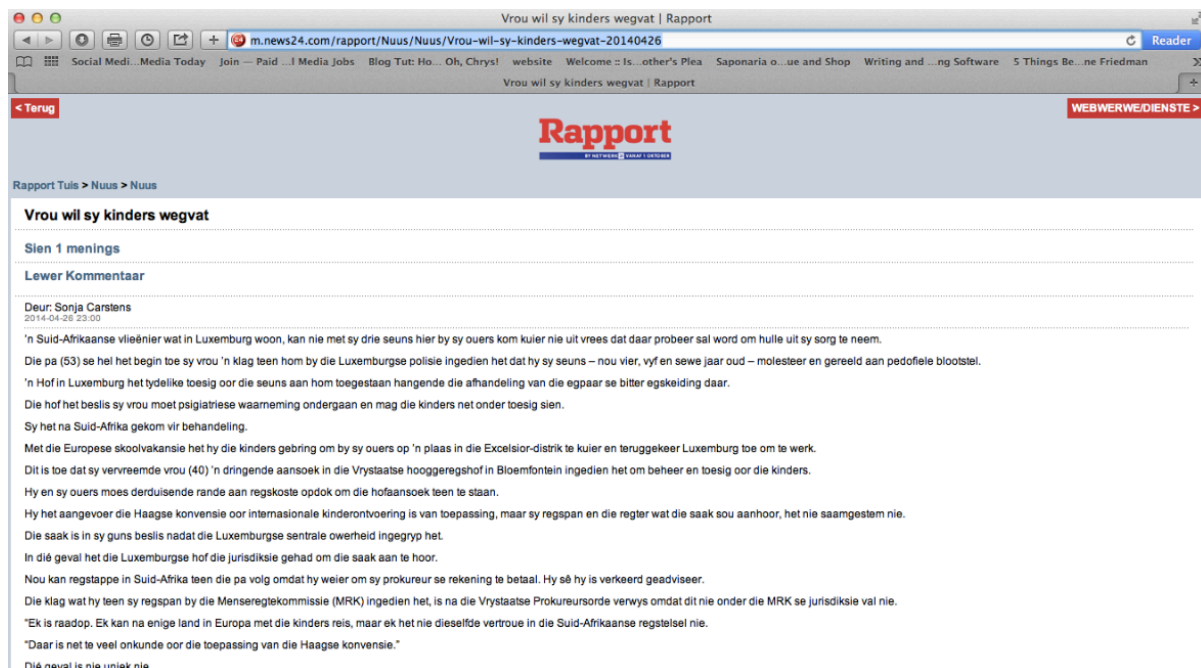 Vrou wil sy kinders wegvat | Rapport
m.news24.com/rapport/Nuus/Nuus/Vrou-wil-sy-kinders-wegvat-20140426
Reader
Social Medi...Media Today Join — Paid ...l Media Jobs Blog Tut: Ho... Oh, Chrys! website Welcome :: Is...other's Plea Saponaria o...ue and Shop Writing and ...ng Software 5 Things Be...ne Friedman
Vrou wil sy kinders wegvat | Rapport
< Terug
WEBWERWE/DIENSTE >
Rapport
BY NETWERK VANAF 1 OKTOBER
Rapport Tuis > Nuus > Nuus
Vrou wil sy kinders wegvat
Sien 1 menings
Lewer Kommentaar
Deur: Sonja Carstens
2014-04-26 23:00
'n Suid-Afrikaanse vlieënier wat in Luxemburg woon, kan nie met sy drie seuns hier by sy ouers kom kuier nie uit vrees dat daar probeer sal word om hulle uit sy sorg te neem.
Die pa (53) se hel het begin toe sy vrou 'n klag teen hom by die Luxemburgse polisie ingedien het dat hy sy seuns – nou vier, vyf en sewe jaar oud – molesteer en gereeld aan pedofiele blootstel.
'n Hof in Luxemburg het tydelike toesig oor die seuns aan hom toegestaan hangende die afhandeling van die egpaar se bitter egskeiding daar.
Die hof het beslis sy vrou moet psigiatriese waarneming ondergaan en mag die kinders net onder toesig sien.
Sy het na Suid-Afrika gekom vir behandeling.
Met die Europese skoolvakansie het hy die kinders gebring om by sy ouers op 'n plaas in die Excelsior-distrik te kuier en teruggekeer Luxemburg toe om te werk.
Dit is toe dat sy vervreemde vrou (40) 'n dringende aansoek in die Vrystaatse hooggeregshof in Bloemfontein ingedien het om beheer en toesig oor die kinders.
Hy en sy ouers moes derduisende rande aan regskoste opdok om die hofaansoek teen te staan.
Hy het aangevoer die Haagse konvensie oor internasionale kinderontvoering is van toepassing, maar sy regspan en die regter wat die saak sou aanhoor, het nie saamgestem nie.
Die saak is in sy guns beslis nadat die Luxemburgse sentrale owerheid ingegryp het.
In dié geval het die Luxemburgse hof die jurisdiksie gehad om die saak aan te hoor.
Nou kan regstappe in Suid-Afrika teen die pa volg omdat hy weier om sy prokureur se rekening te betaal. Hy sê hy is verkeerd geadviseer.
Die klag wat hy teen sy regspan by die Menseregtekommissie (MRK) ingedien het, is na die Vrystaatse Prokureursorde verwys omdat dit nie onder die MRK se jurisdiksie val nie.
"Ek is raadop. Ek kan na enige land in Europa met die kinders reis, maar ek het nie dieselfde vertroue in die Suid-Afrikaanse regstelsel nie.
"Daar is net te veel onkunde oor die toepassing van die Haagse konvensie."
Dié geval is nie uniek nie.